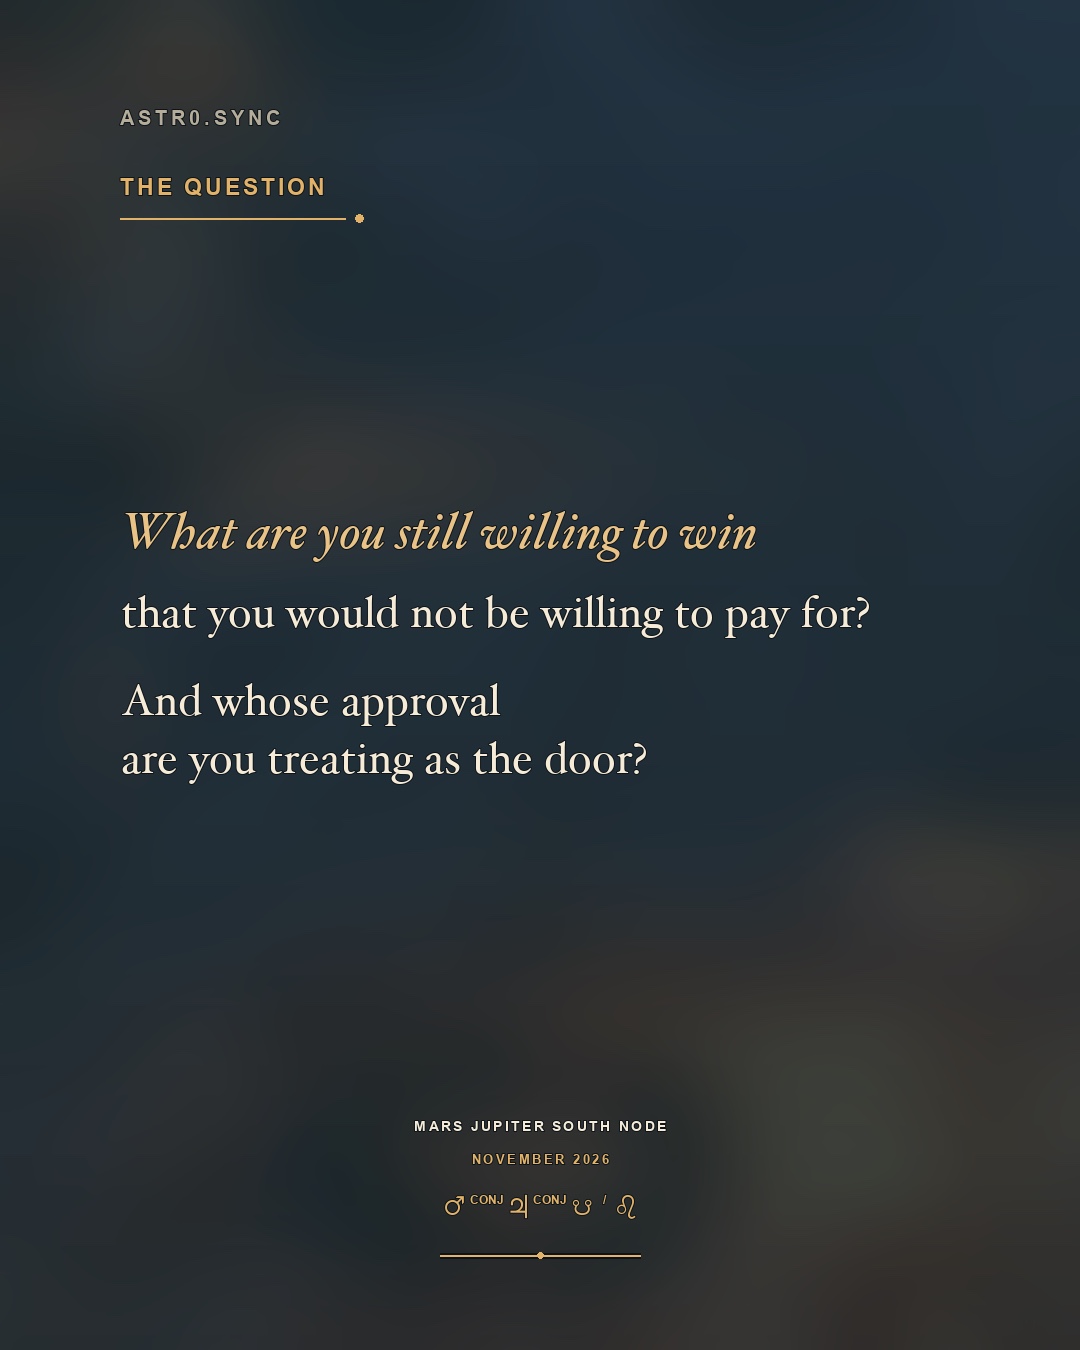 ASTR0.SYNC
THE QUESTION
What are you still willing to win
that you would not be willing to pay for?
And whose approval
are you treating as the door?
MARS JUPITER SOUTH NODE
NOVEMBER 2026
♂ CONJ ♃ CONJ ☋ / ♌